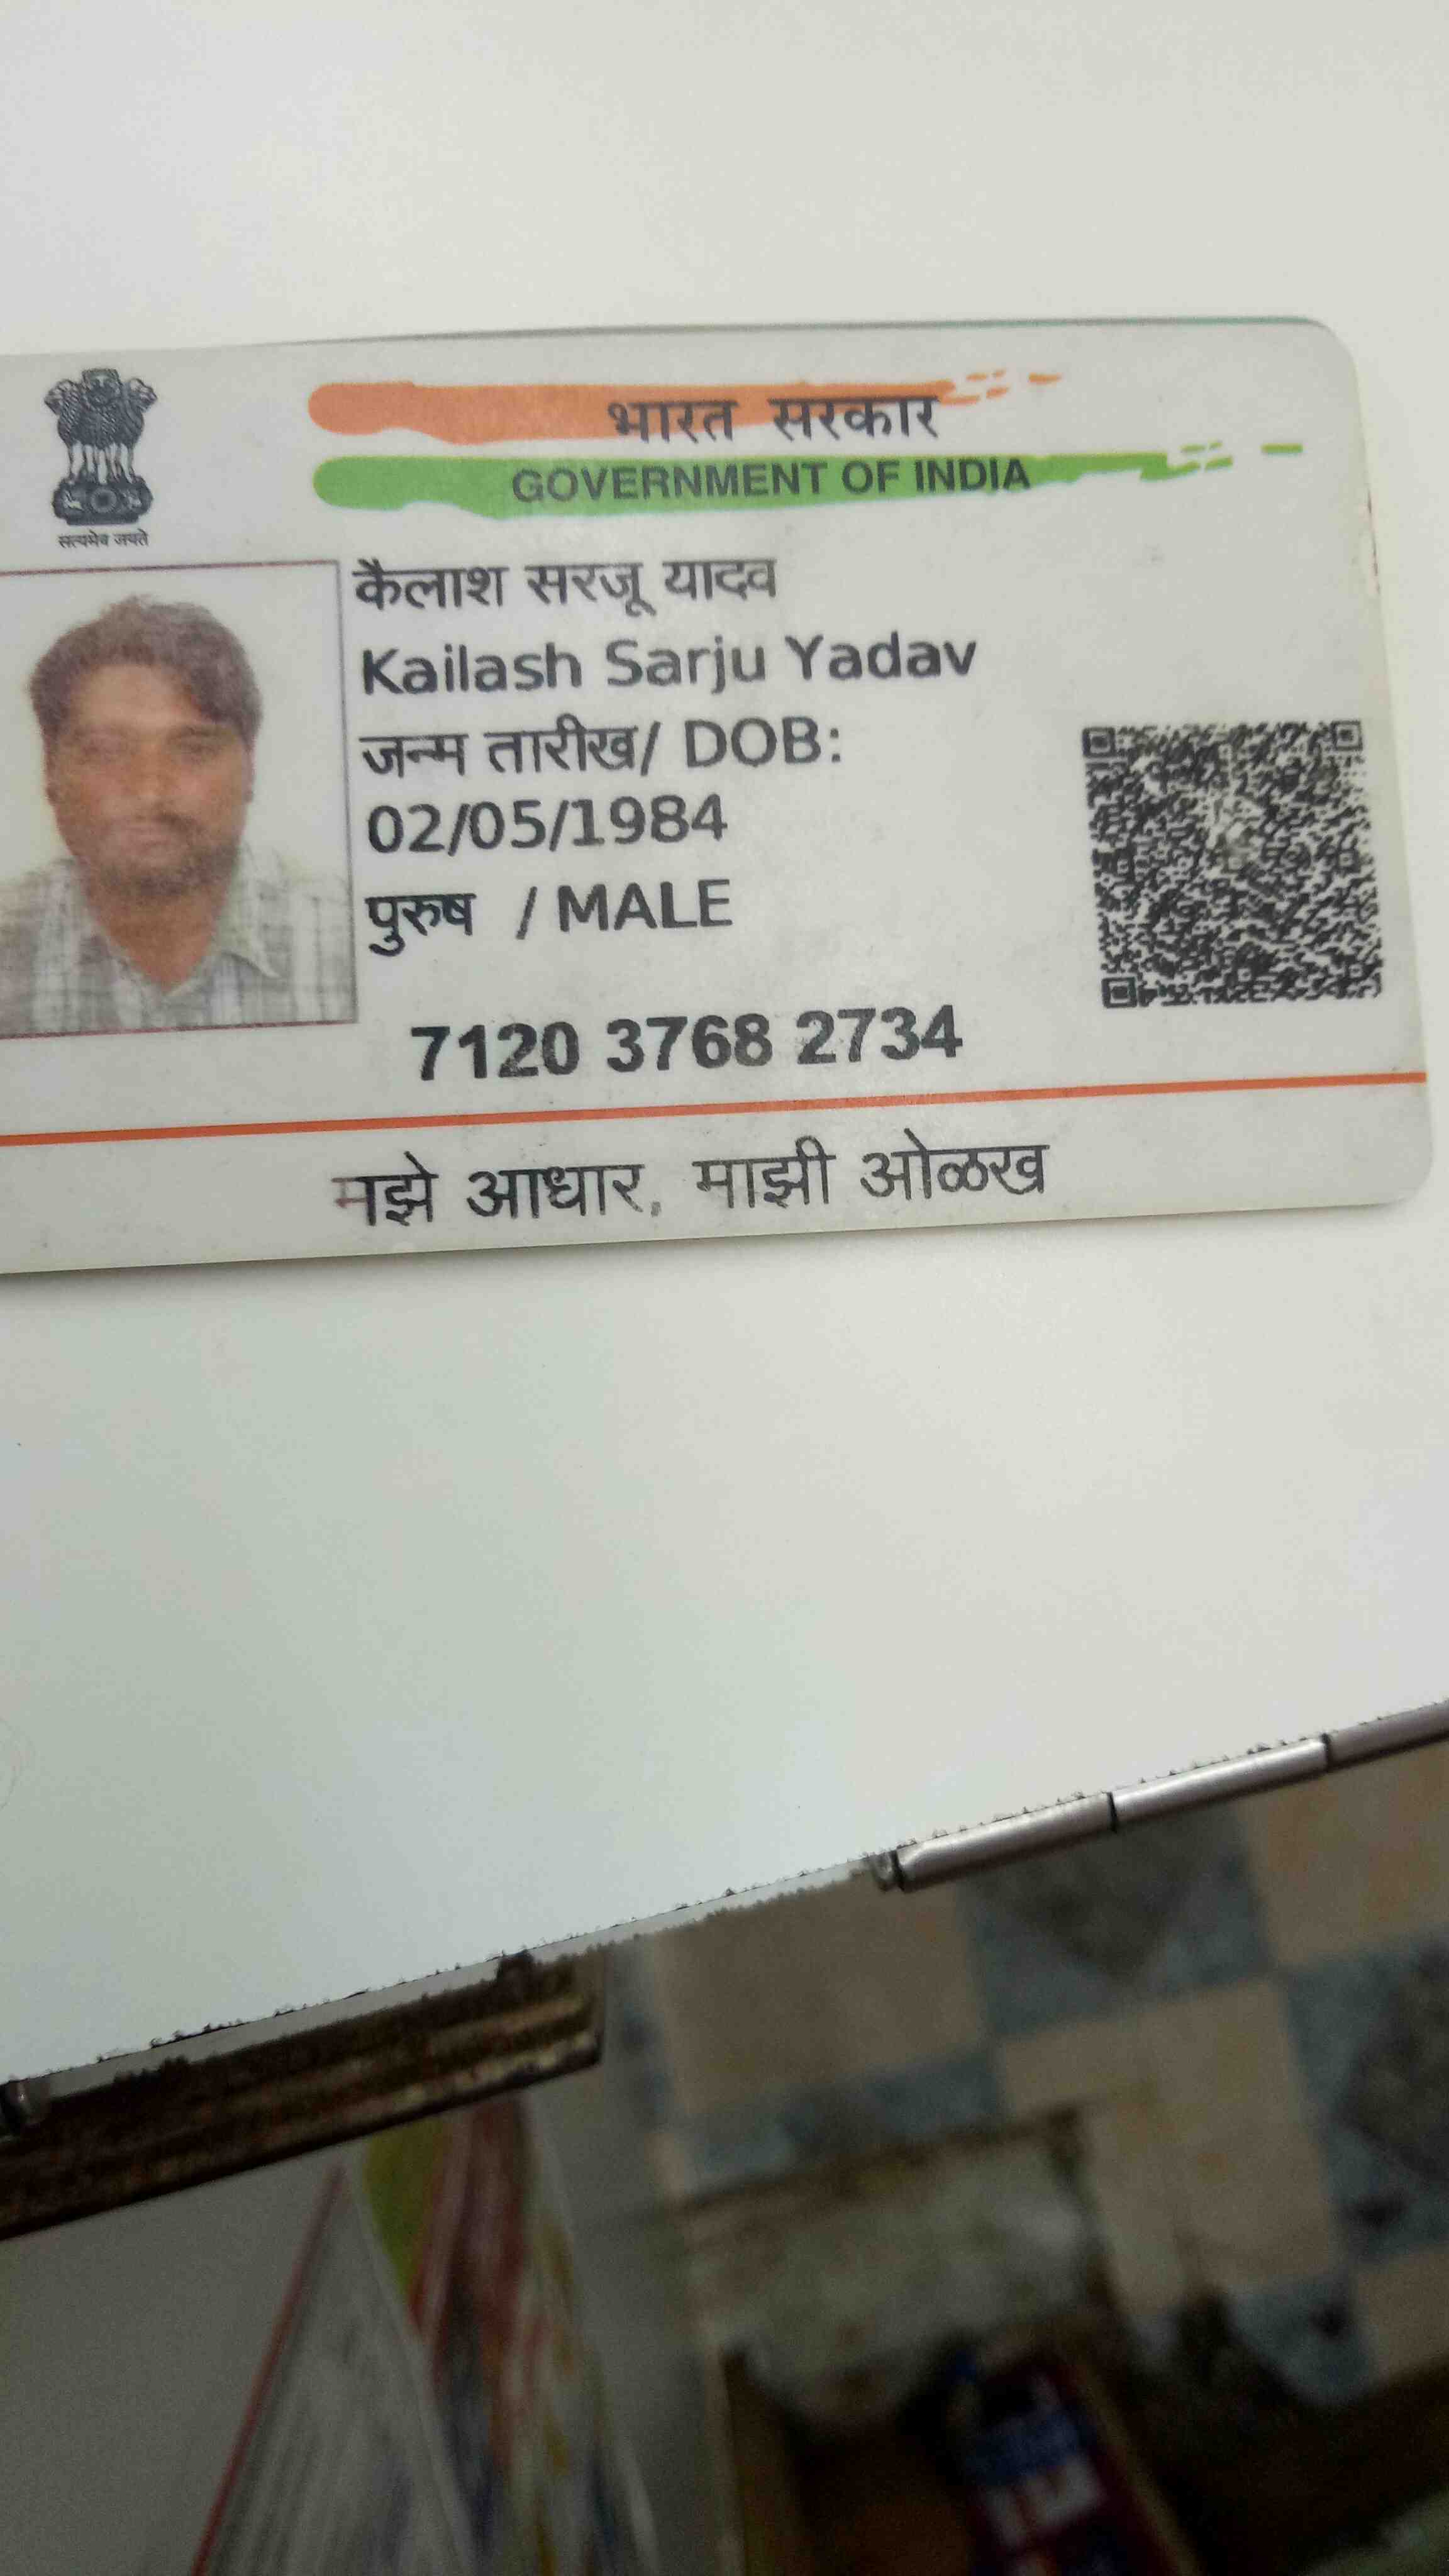 भारत सरकार
GOVERNMENT OF INDIA
सत्यमेव जयते
कैलाश सरजू यादव
Kailash Sarju Yadav
जन्म तारीख/ DOB:
02/05/1984
पुरुष / MALE
7120 3768 2734
माझे आधार, माझी ओळख